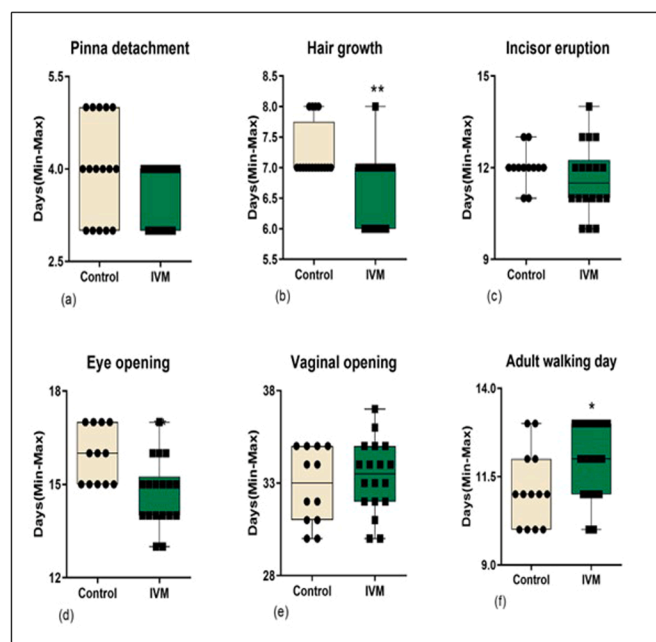 Pinna detachment
Days(Min-Max)
5.5
4.0
2.5
Control IVM
(a)
Hair growth
Days(Min-Max)
8.5
8.0
7.5
7.0
6.5
6.0
5.5
**
Control IVM
(b)
Incisor eruption
Days(Min-Max)
15
12
9
Control IVM
(c)
Eye opening
Days(Min-Max)
18
15
12
Control IVM
(d)
Vaginal opening
Days(Min-Max)
38
33
28
Control IVM
(e)
Adult walking day
Days(Min-Max)
14.0
11.5
9.0
*
Control IVM
(f)